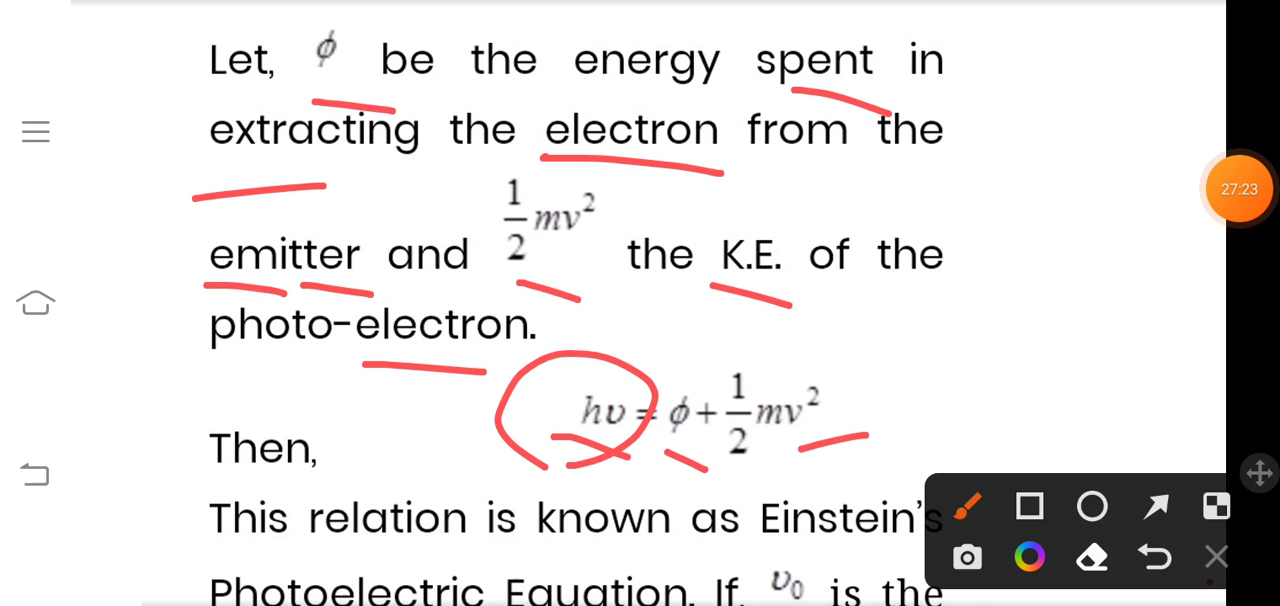 Let, ϕ be the energy spent in
extracting the electron from the
emitter and 1/2 mv² the K.E. of the
photo-electron.
Then, hυ = ϕ + 1/2 mv²
This relation is known as Einstein's
Photoelectric Equation. If, υ₀ is the
27:23